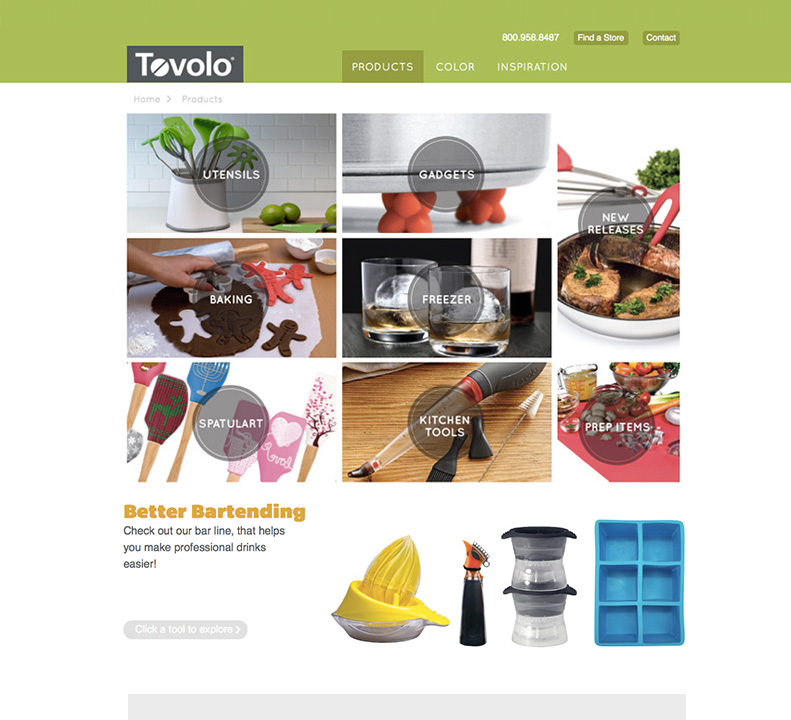 800.958.8487 Find a Store Contact
Tovolo
PRODUCTS COLOR INSPIRATION
Home > Products
UTENSILS
GADGETS
NEW
RELEASES
BAKING
FREEZER
SPATULART
KITCHEN
TOOLS
PREP ITEMS
Better Bartending
Check out our bar line, that helps
you make professional drinks
easier!
Click a tool to explore >